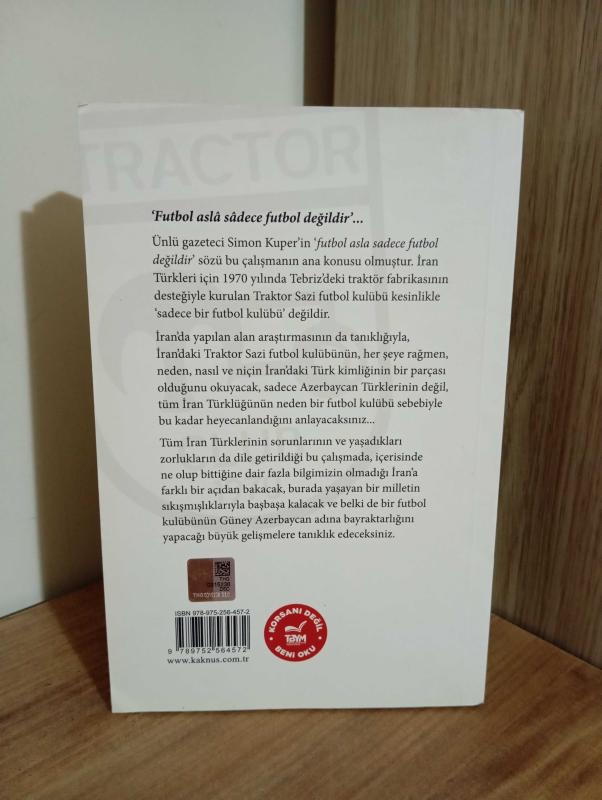 TRACTOR
'Futbol aslâ sâdece futbol değildir'...
Ünlü gazeteci Simon Kuper'in 'futbol asla sadece futbol
değildir' sözü bu çalışmanın ana konusu olmuştur. İran
Türkleri için 1970 yılında Tebriz'deki traktör fabrikasının
desteğiyle kurulan Traktor Sazi futbol kulübü kesinlikle
'sadece bir futbol kulübü' değildir.
İran'da yapılan alan araştırmasının da tanıklığıyla,
İran'daki Traktor Sazi futbol kulübünün, her şeye rağmen,
neden, nasıl ve niçin İran'daki Türk kimliğinin bir parçası
olduğunu okuyacak, sadece Azerbaycan Türklerinin değil,
tüm İran Türklüğünün neden bir futbol kulübü sebebiyle
bu kadar heyecanlandığını anlayacaksınız...
Tüm İran Türklerinin sorunlarının ve yaşadıkları
zorlukların da dile getirildiği bu çalışmada, içerisinde
ne olup bittiğine dair fazla bilgimizin olmadığı İran'a
farklı bir açıdan bakacak, burada yaşayan bir milletin
sıkışmışlıklarıyla başbaşa kalacak ve belki de bir futbol
kulübünün Güney Azerbaycan adına bayraktarlığını
yapacağı büyük gelişmelere tanıklık edeceksiniz.
ISBN 978-975-256-457-2
9 789752 564572
www.kaknus.com.tr
KORSANI DEĞİL
TBYM
BENİ OKU